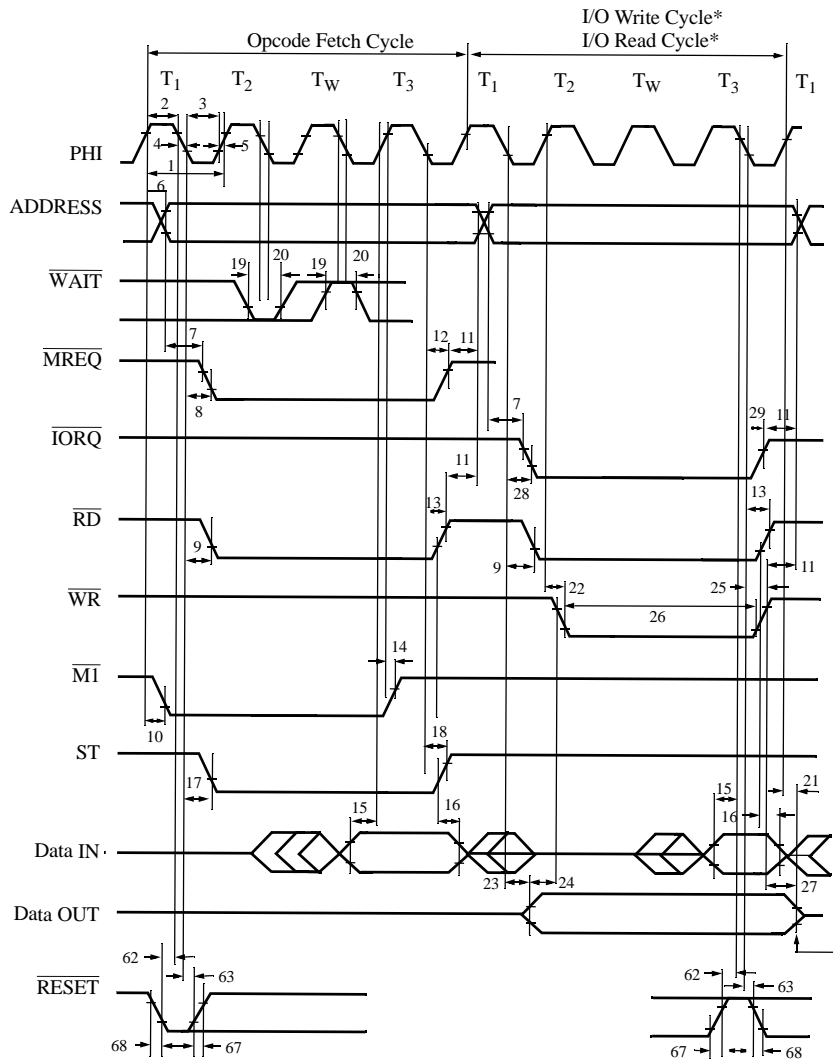 I/O Write Cycle*
Opcode Fetch Cycle I/O Read Cycle*
T1 T2 TW T3 T1 T2 TW T3 T1
2 3
PHI 4 5
1
6
ADDRESS
19 20 19 20
WAIT
7 12 11
MREQ
8 7 29 11
IORQ
11 28
13 13
RD
9 9 11
22 25
WR 26
14
M1
10 18
ST
17 21
15 16 15 16
Data IN
23 24 27
Data OUT
62 63 62 63
RESET
68 67 67 68